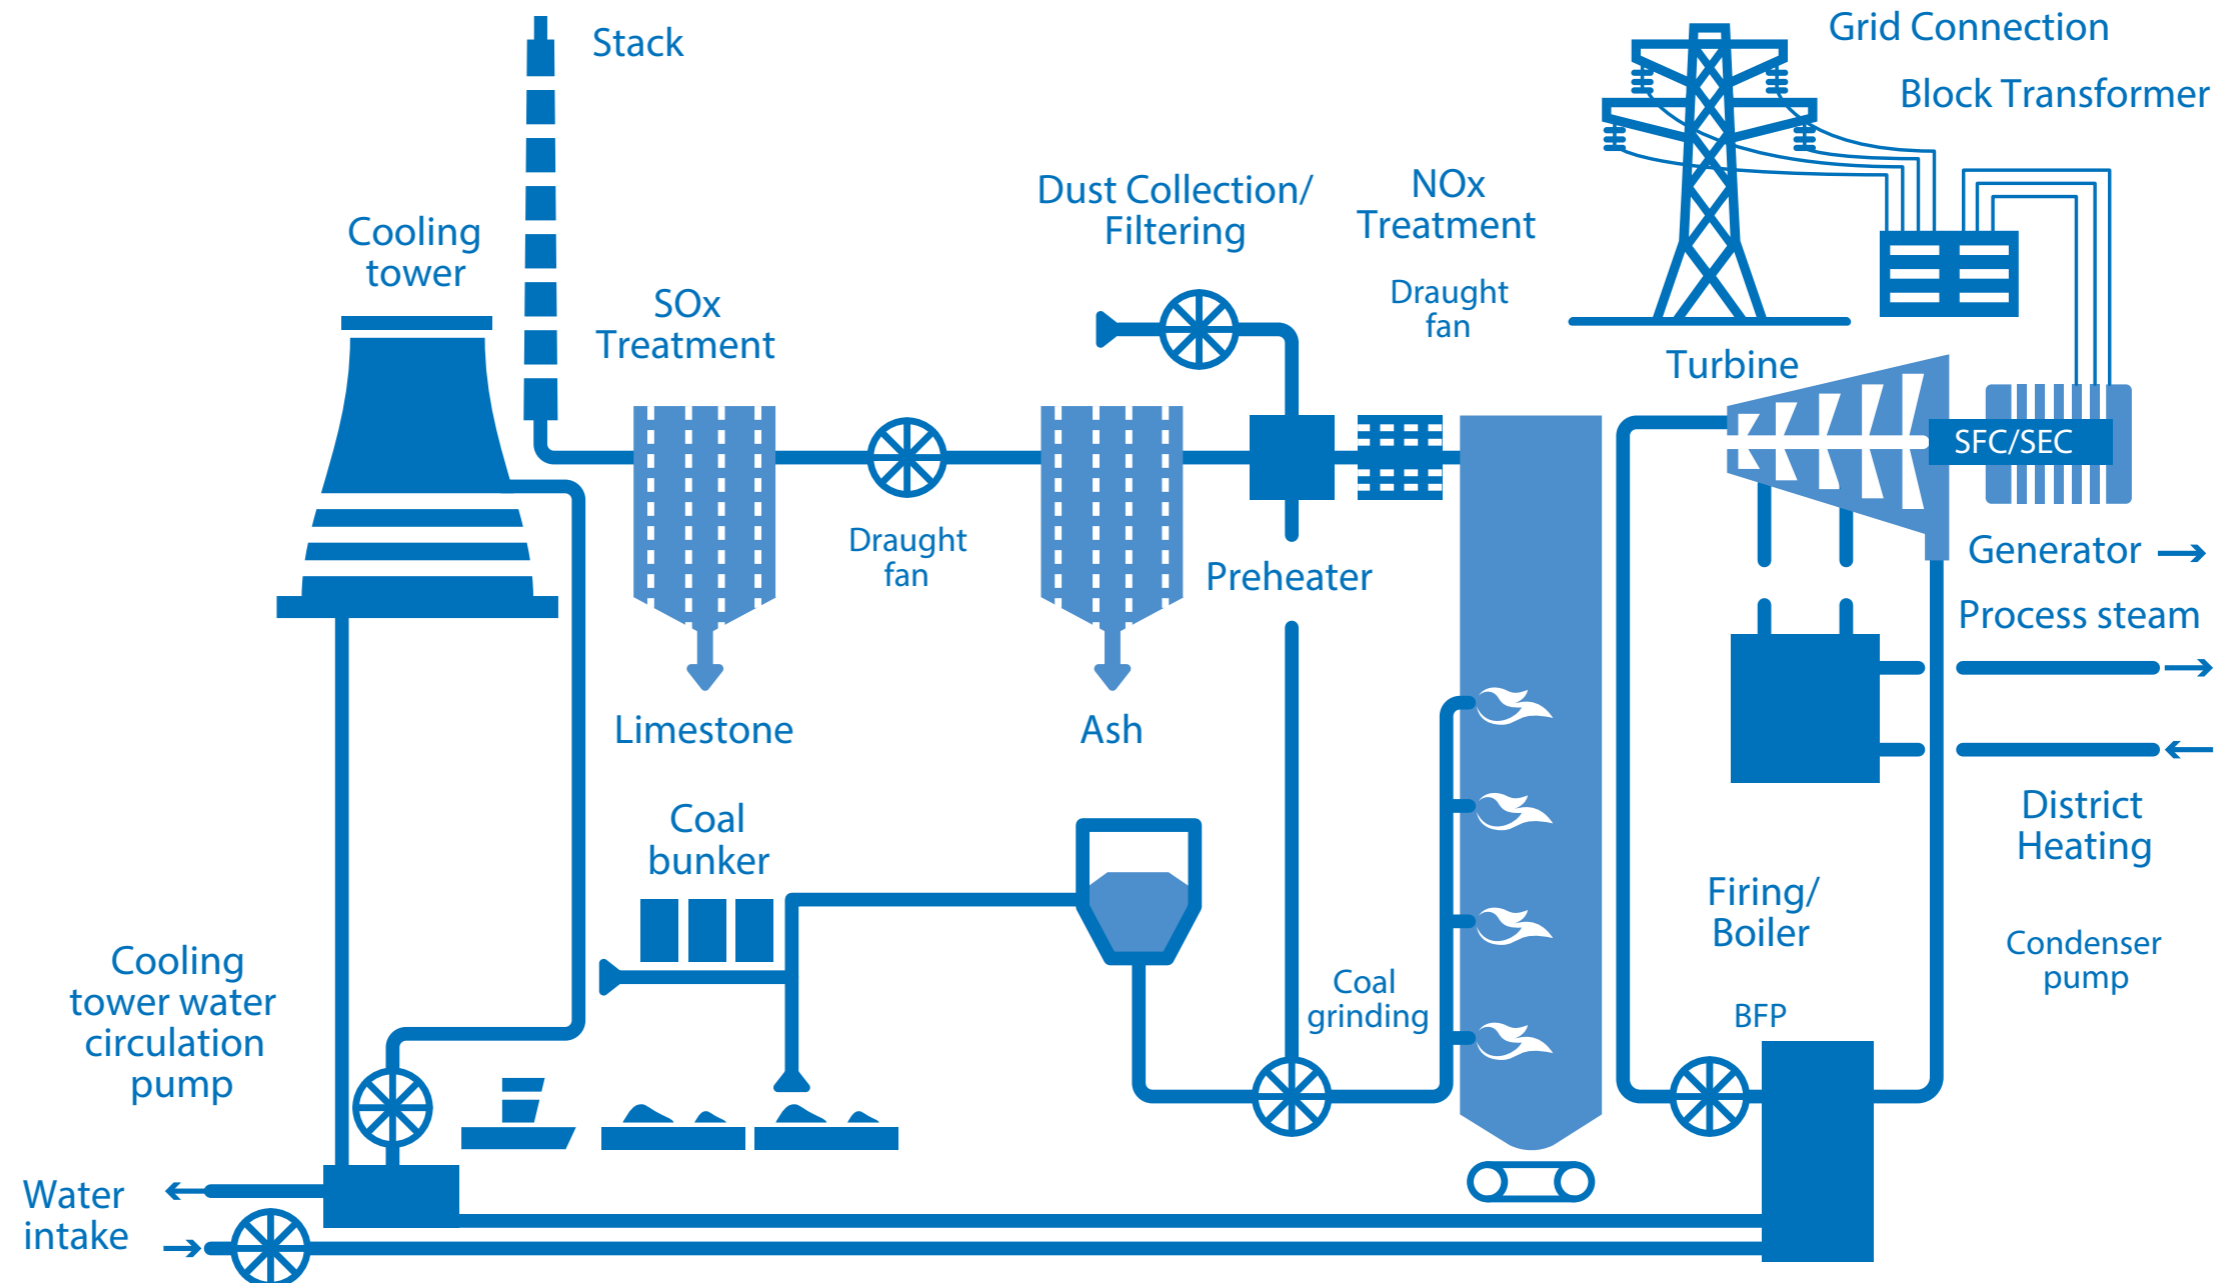 Stack
Grid Connection
Block Transformer
Dust Collection/
Filtering
NOx
Treatment
Draught
fan
Cooling
tower
SOx
Treatment
Turbine
SFC/SEC
Draught
fan
Preheater
Generator
Process steam
Limestone
Ash
District
Heating
Coal
bunker
Firing/
Boiler
Condenser
pump
Cooling
tower water
circulation
pump
Coal
grinding
BFP
Water
intake